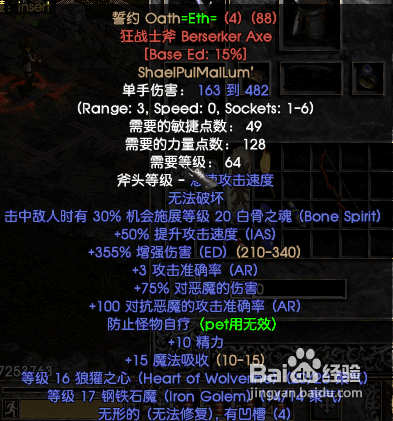 insert
誓约 Oath=Eth= (4) (88)
狂战士斧 Berserker Axe
[Base Ed: 15%]
ShaelPulMalLum'
单手伤害: 163 到 482
(Range: 3, Speed: 0, Sockets: 1-6)
需要的敏捷点数: 49
需要的力量点数: 128
需要等级: 64
斧头等级 - 攻击速度
无法破坏
击中敌人时有 30% 机会施展等级 20 白骨之魂 (Bone Spirit)
+50% 提升攻击速度 (IAS)
+355% 增强伤害 (ED) (210-340)
+3 攻击准确率 (AR)
+75% 对恶魔的伤害
+100 对抗恶魔的攻击准确率 (AR)
防止怪物自疗 (pet用无效)
+10 精力
+15 魔法吸收 (10-15)
等级 16 狼獾之心 (Heart of Wolverine)
等级 17 钢铁石魔 (Iron Golem)
无形的 (无法修复), 有凹槽 (4)
7253763
Baidu 经验